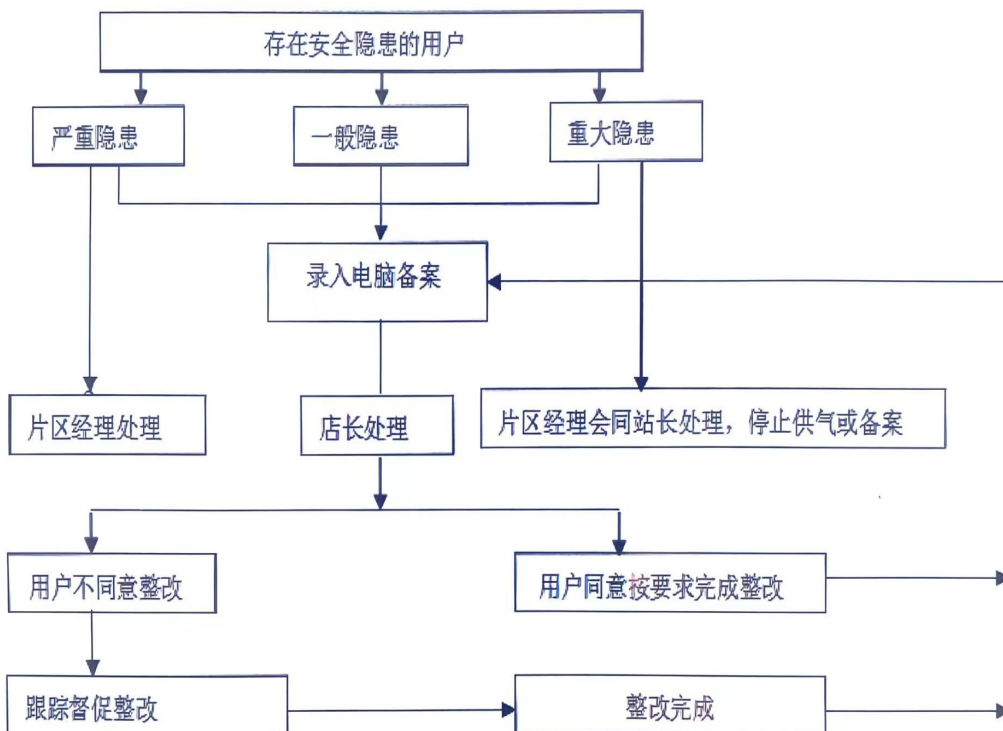 存在安全隐患的用户
严重隐患
一般隐患
重大隐患
录入电脑备案
片区经理处理
店长处理
片区经理会同站长处理，停止供气或备案
用户不同意整改
用户同意按要求完成整改
跟踪督促整改
整改完成